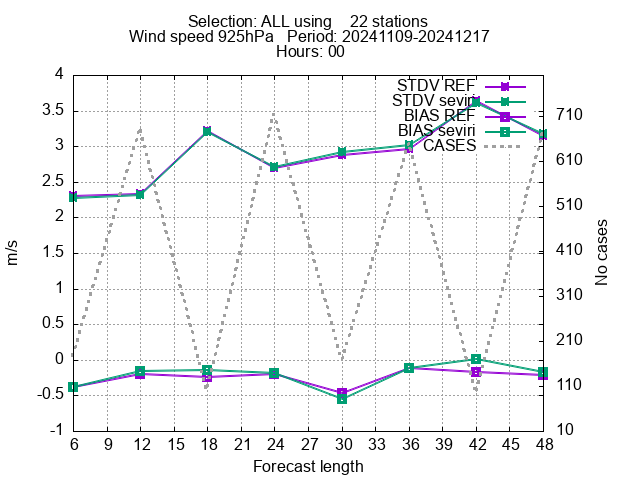 Selection: ALL using 22 stations
Wind speed 925hPa Period: 20241109-20241217
Hours: 00
STDV REF
STDV seviri
BIAS REF
BIAS seviri
CASES
4
3.5
3
2.5
2
1.5
1
0.5
0
-0.5
-1
m/s
710
610
510
410
310
210
110
10
No cases
6 9 12 15 18 21 24 27 30 33 36 39 42 45 48
Forecast length